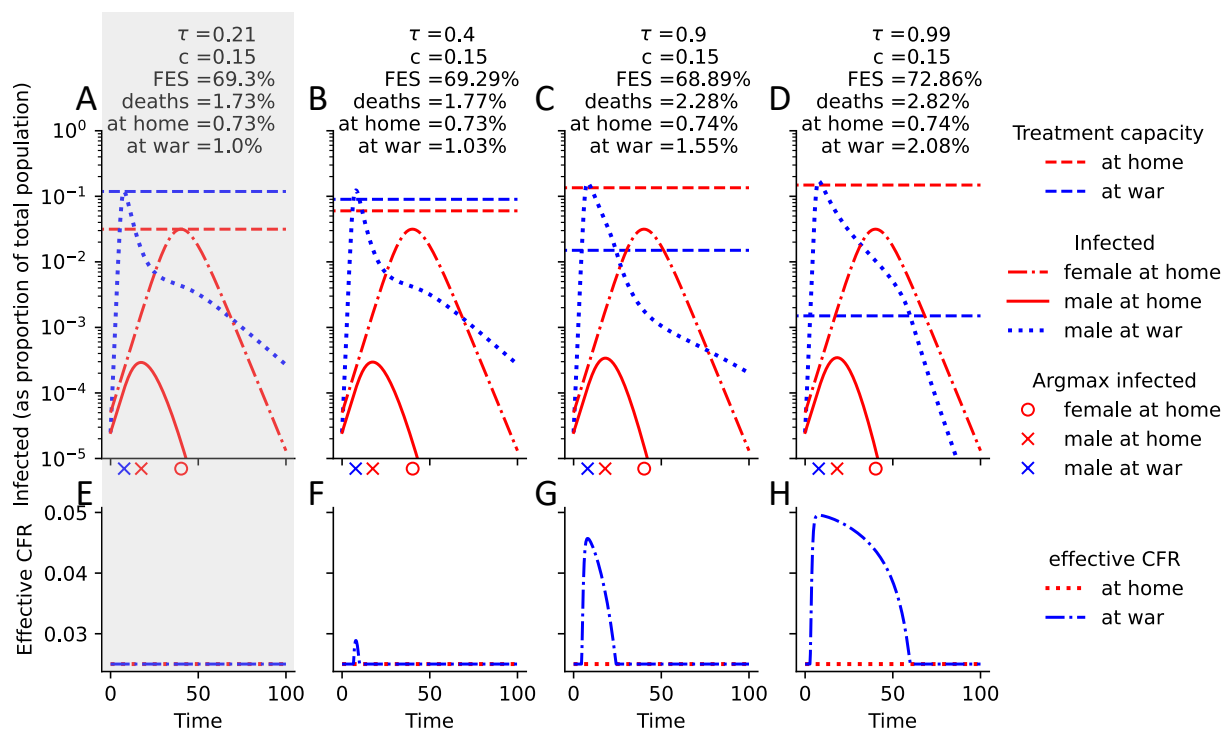 τ =0.21
c =0.15
FES =69.3%
deaths =1.73%
at home =0.73%
at war =1.0%
τ =0.4
c =0.15
FES =69.29%
deaths =1.77%
at home =0.73%
at war =1.03%
τ =0.9
c =0.15
FES =68.89%
deaths =2.28%
at home =0.74%
at war =1.55%
τ =0.99
c =0.15
FES =72.86%
deaths =2.82%
at home =0.74%
at war =2.08%
A
B
C
D
Infected (as proportion of total population)
10⁰
10⁻¹
10⁻²
10⁻³
10⁻⁴
10⁻⁵
Treatment capacity
at home
at war
Infected
female at home
male at home
male at war
Argmax infected
female at home
male at home
male at war
E
F
G
H
Effective CFR
0.05
0.04
0.03
effective CFR
at home
at war
0 50 100
0 50 100
0 50 100
0 50 100
Time
Time
Time
Time